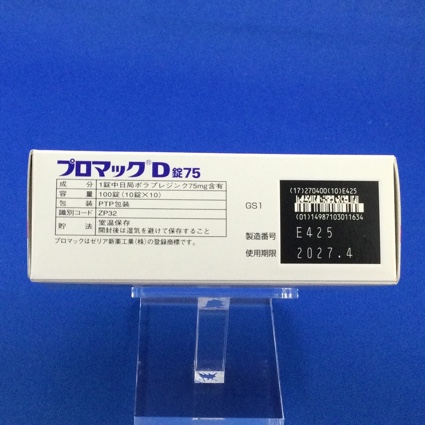 プロマック®D錠75
成分 1錠中日局ポラプレジンク75mg含有
容量 100錠(10錠×10)
包装 PTP包装
識別コード ZP32
貯法 室温保存
開封後は湿気を避けて保存すること
プロマックはゼリア新薬工業(株)の登録商標です。
GS1
(17)270400(10)E425
(01)14987103011634
製造番号 E425
使用期限 2027.4